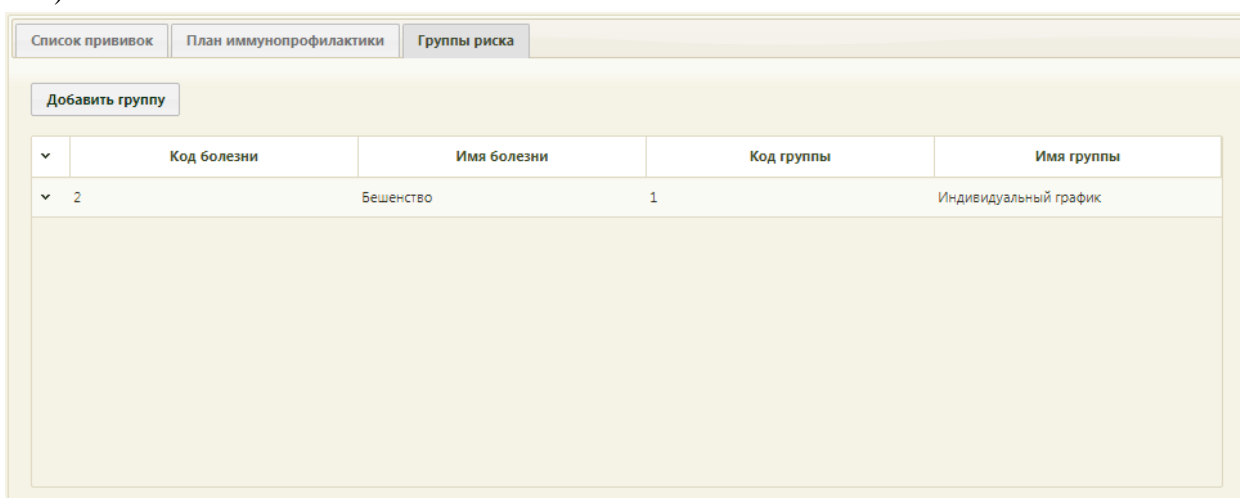 )
Список прививок План иммунопрофилактики Группы риска
Добавить группу
Код болезни Имя болезни Код группы Имя группы
2 Бешенство 1 Индивидуальный график